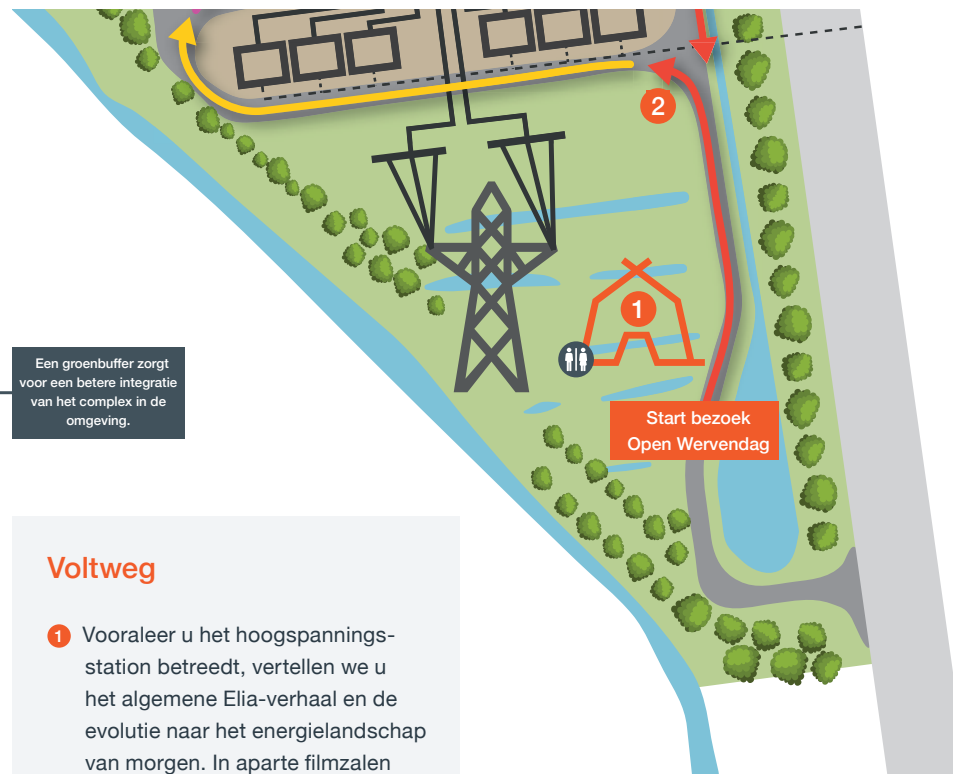 2
1
Een groenbuffer zorgt
voor een betere integratie
van het complex in de
omgeving.
Start bezoek
Open Wervendag
Voltweg
1 Vooraleer u het hoogspannings-
station betreedt, vertellen we u
het algemene Elia-verhaal en de
evolutie naar het energielandschap
van morgen. In aparte filmzalen